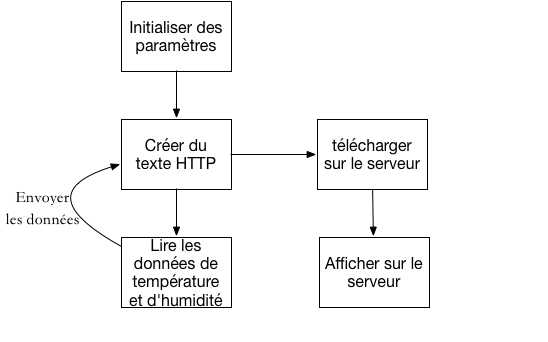 Initialiser des
paramètres
Créer du
texte HTTP
télécharger
sur le serveur
Envoyer
les données
Lire les
données de
température
et d'humidité
Afficher sur le
serveur